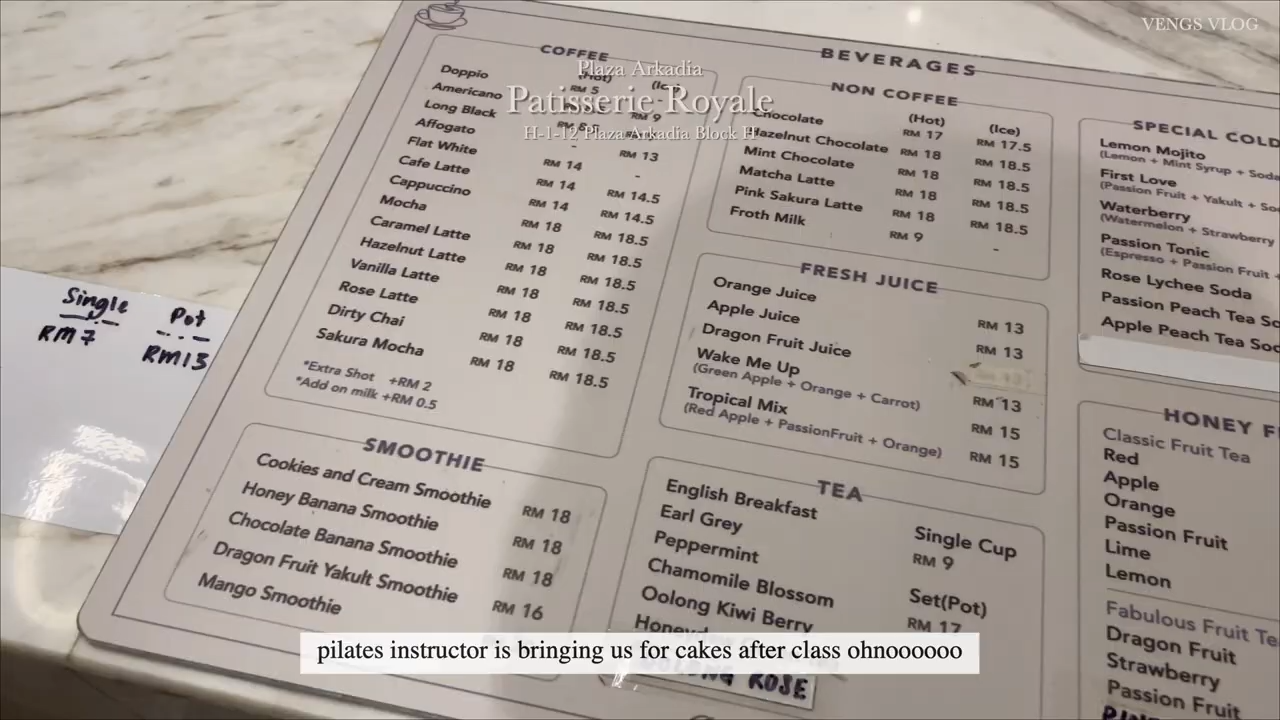 VENGS VLOG
Plaza Arkadia
Patisserie Royale
H-1-12 Plaza Arkadia Block H
BEVERAGES
COFFEE
(Hot) (Ice)
Doppio RM 5
Americano RM 9
Long Black
Affogato - RM 13
Flat White RM 14 -
Cafe Latte RM 14 RM 14.5
Cappuccino RM 14 RM 14.5
Mocha RM 18 RM 18.5
Caramel Latte RM 18 RM 18.5
Hazelnut Latte RM 18 RM 18.5
Vanilla Latte RM 18 RM 18.5
Rose Latte RM 18 RM 18.5
Dirty Chai RM 18 RM 18.5
Sakura Mocha RM 18 RM 18.5
*Extra Shot +RM 2
*Add on milk +RM 0.5
SMOOTHIE
Cookies and Cream Smoothie RM 18
Honey Banana Smoothie RM 18
Chocolate Banana Smoothie RM 18
Dragon Fruit Yakult Smoothie RM 16
Mango Smoothie
NON COFFEE
(Hot) (Ice)
Chocolate RM 17 RM 17.5
Hazelnut Chocolate RM 18 RM 18.5
Mint Chocolate RM 18 RM 18.5
Matcha Latte RM 18 RM 18.5
Pink Sakura Latte RM 18 RM 18.5
Froth Milk RM 9 -
FRESH JUICE
Orange Juice RM 13
Apple Juice RM 13
Dragon Fruit Juice
Wake Me Up RM 13
(Green Apple + Orange + Carrot) RM 15
Tropical Mix RM 15
(Red Apple + PassionFruit + Orange)
TEA
English Breakfast
Earl Grey
Peppermint
Chamomile Blossom
Oolong Kiwi Berry
Single Cup
RM 9
Set(Pot)
RM 17
OLONG ROSE
SPECIAL COLD
Lemon Mojito
(Lemon + Mint Syrup + Soda
First Love
(Passion Fruit + Yakult + So
Waterberry
(Watermelon + Strawberry
Passion Tonic
(Espresso + Passion Fruit +
Rose Lychee Soda
Passion Peach Tea So
Apple Peach Tea Soc
HONEY F
Classic Fruit Tea
Red
Apple
Orange
Passion Fruit
Lime
Lemon
Fabulous Fruit Te
Dragon Fruit
Strawberry
Passion Fruit
Single Pot
RM7 RM13
pilates instructor is bringing us for cakes after class ohnoooooo